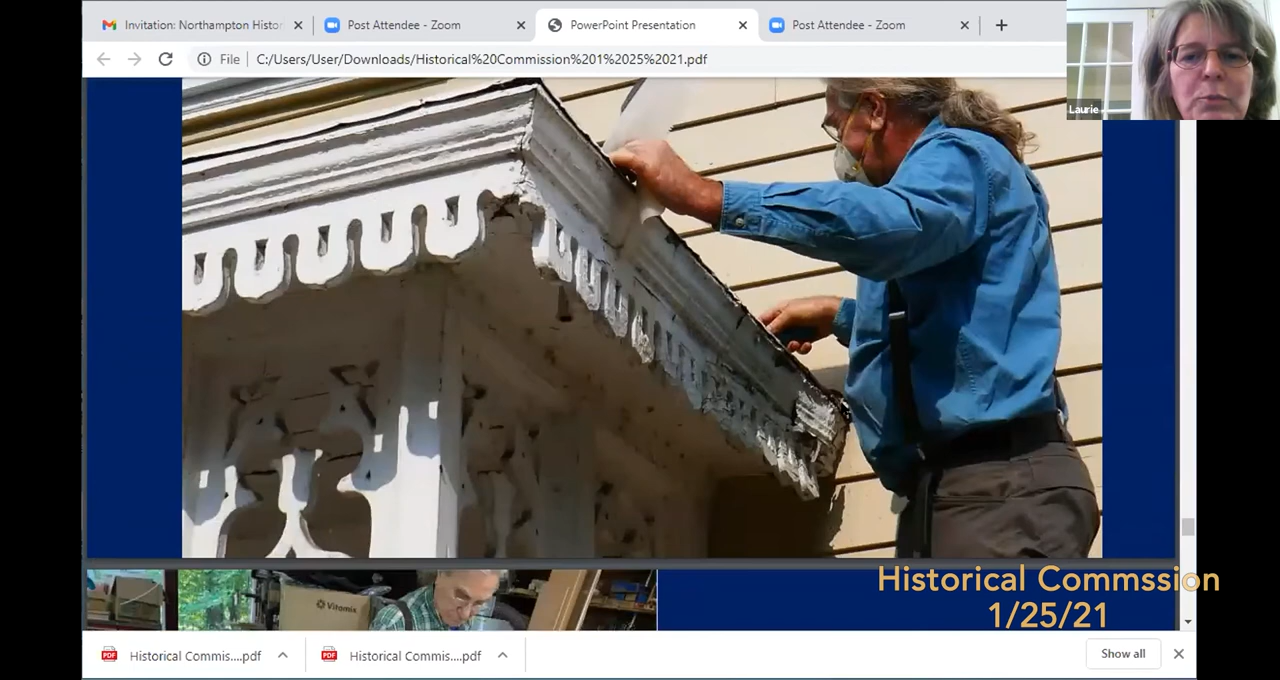 Invitation: Northampton Histor
Post Attendee - Zoom
PowerPoint Presentation
Post Attendee - Zoom
File
C:/Users/User/Downloads/Historical%20Commission%201%2025%2021.pdf
Laurie
Vitamix
Historical Commssion
1/25/21
Historical Commis....pdf
Historical Commis....pdf
Show all